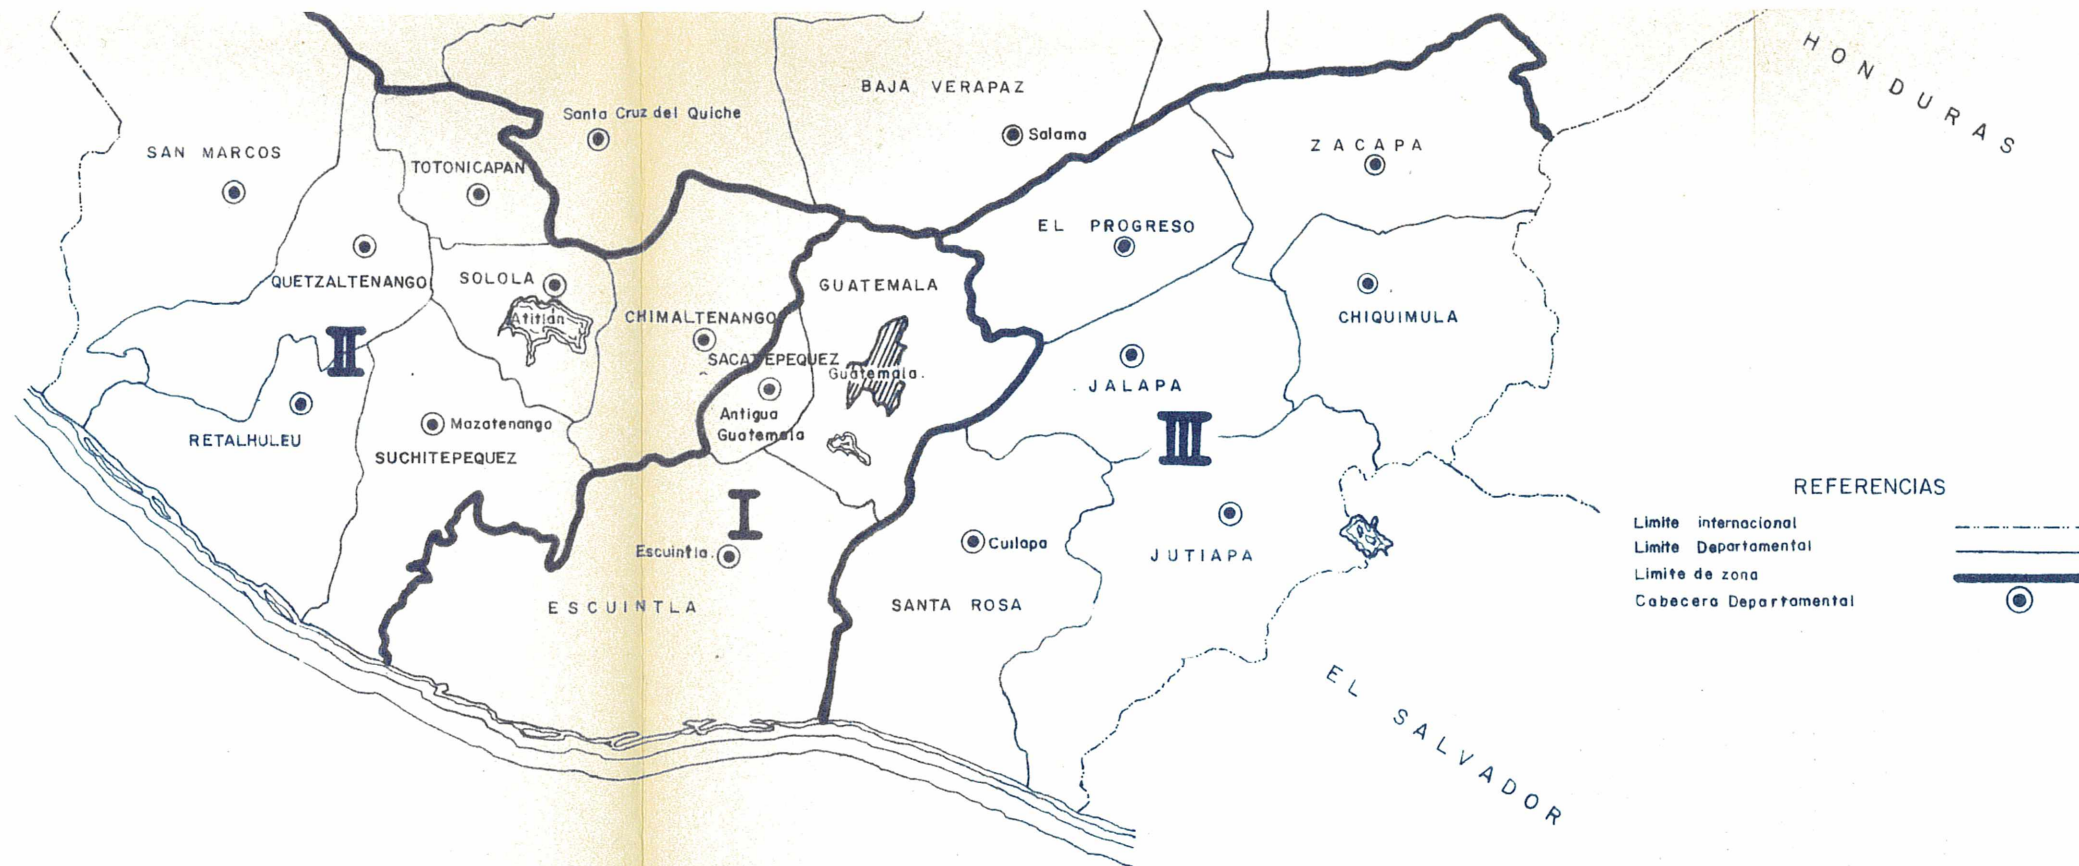 HONDURAS
BAJA VERAPAZ
Santa Cruz del Quiche
Salama
SAN MARCOS
ZACAPA
TOTONICAPAN
EL PROGRESO
QUETZALTENANGO
SOLOLA
GUATEMALA
Atitlan
CHIMALTENANGO
CHIQUIMULA
II
SACATEPEQUEZ
Guatemala.
JALAPA
Antigua
Guatemala
Mazatenango
RETALHULEU
SUCHITEPEQUEZ
III
I
Escuintla.
Cuilapa
JUTIAPA
ESCUINTLA
SANTA ROSA
EL SALVADOR
REFERENCIAS
Limite internacional
Limite Departamental
Limite de zona
Cabecera Departamental